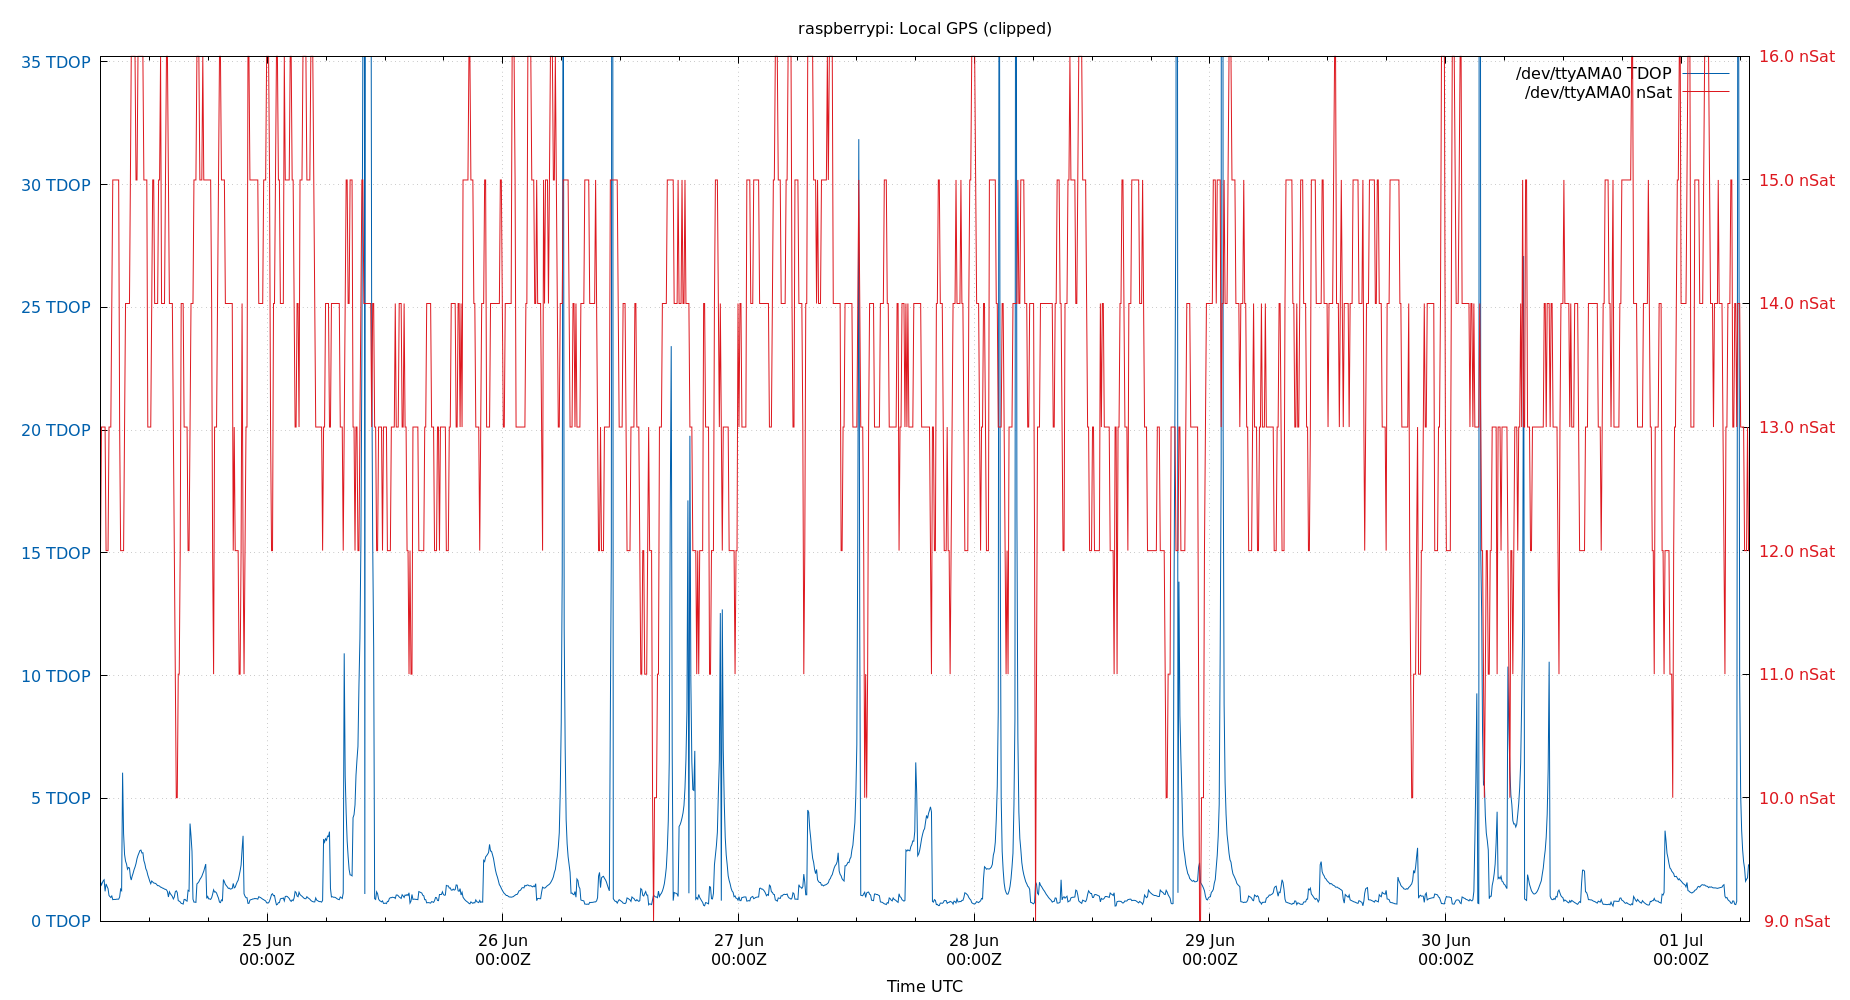 raspberrypi: Local GPS (clipped)
35 TDOP
30 TDOP
25 TDOP
20 TDOP
15 TDOP
10 TDOP
5 TDOP
0 TDOP
16.0 nSat
15.0 nSat
14.0 nSat
13.0 nSat
12.0 nSat
11.0 nSat
10.0 nSat
9.0 nSat
/dev/ttyAMA0 TDOP
/dev/ttyAMA0 nSat
25 Jun
00:00Z
26 Jun
00:00Z
27 Jun
00:00Z
28 Jun
00:00Z
29 Jun
00:00Z
30 Jun
00:00Z
01 Jul
00:00Z
Time UTC